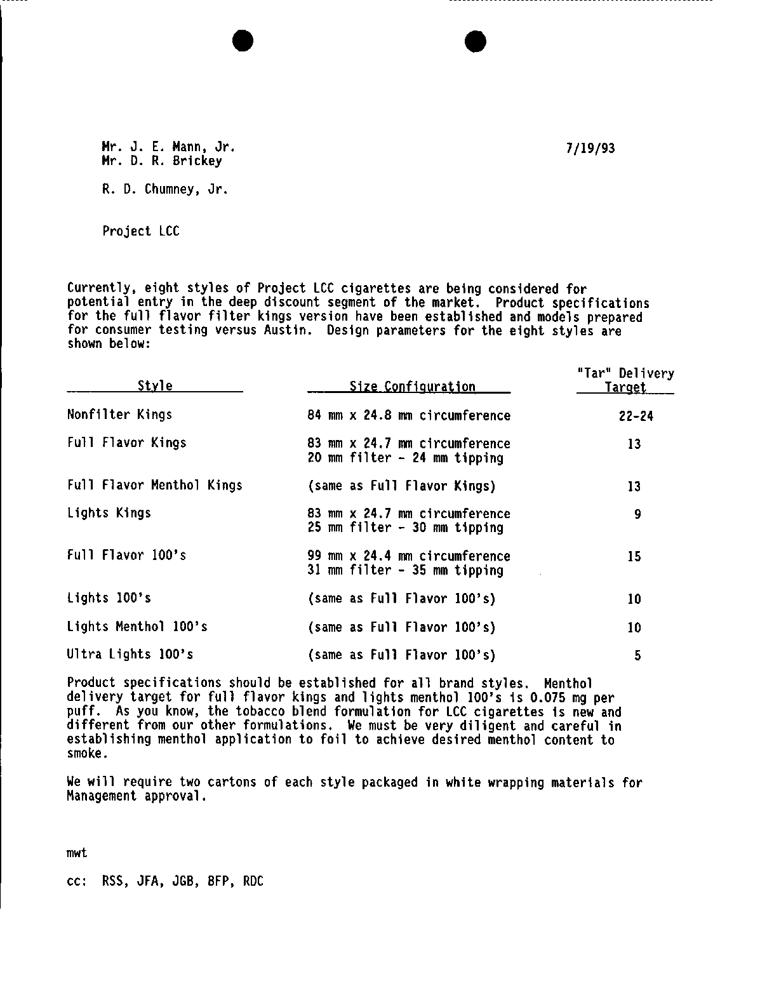 Mr. J. E. Mann, Jr. 7/19/93
Mr. D. R. Brickey
R. D. Chumney, Jr.
Project LCC
Currently, eight styles of Project LCC cigarettes are being considered for
potential entry in the deep discount segment of the market. Product specifications
for the full flavor filter kings version have been established and models prepared
for consumer testing versus Austin. Design parameters for the eight styles are
shown below:
"Tar" Delivery
Style Size Configuration Target
Nonfilter Kings 84 mm x 24.8 mm circumference 22-24
Full Flavor Kings 83 mm x 24.7 mm circumference 13
20 mm filter - 24 mm tipping
Full Flavor Menthol Kings (same as Full Flavor Kings) 13
Lights Kings 83 mm x 24.7 mm circumference 9
25 mm filter - 30 mm tipping
Full Flavor 100's 99 mm x 24.4 mm circumference 15
31 mm filter - 35 mm tipping
Lights 100's (same as Full Flavor 100's) 10
Lights Menthol 100's (same as Full Flavor 100's) 10
Ultra Lights 100's (same as Full Flavor 100's) 5
Product specifications should be established for all brand styles. Menthol
delivery target for full flavor kings and lights menthol 100's is 0.075 mg per
puff. As you know, the tobacco blend formulation for LCC cigarettes is new and
different from our other formulations. We must be very diligent and careful in
establishing menthol application to foil to achieve desired menthol content to
smoke.
We will require two cartons of each style packaged in white wrapping materials for
Management approval.
mwt
cc: RSS, JFA, JGB, BFP, RDC